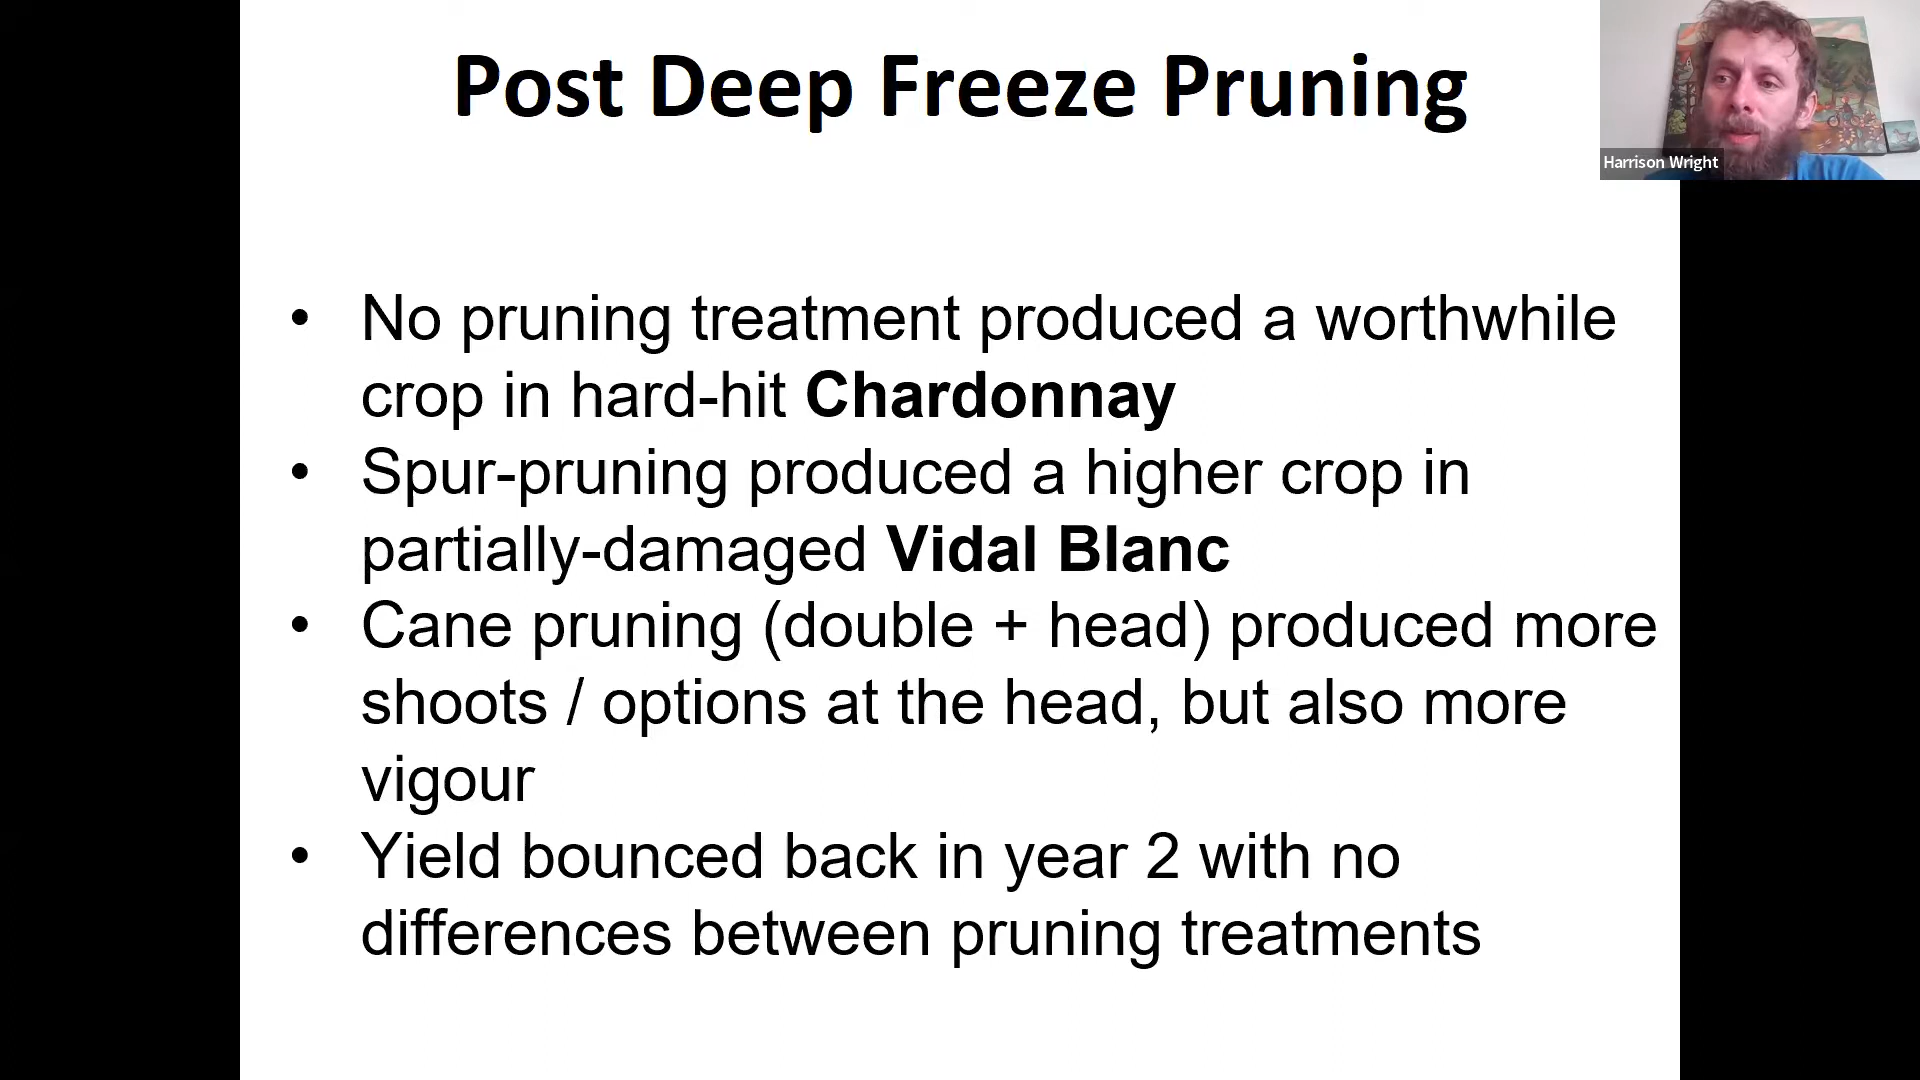 Post Deep Freeze Pruning
Harrison Wright
• No pruning treatment produced a worthwhile
crop in hard-hit Chardonnay
• Spur-pruning produced a higher crop in
partially-damaged Vidal Blanc
• Cane pruning (double + head) produced more
shoots / options at the head, but also more
vigour
• Yield bounced back in year 2 with no
differences between pruning treatments